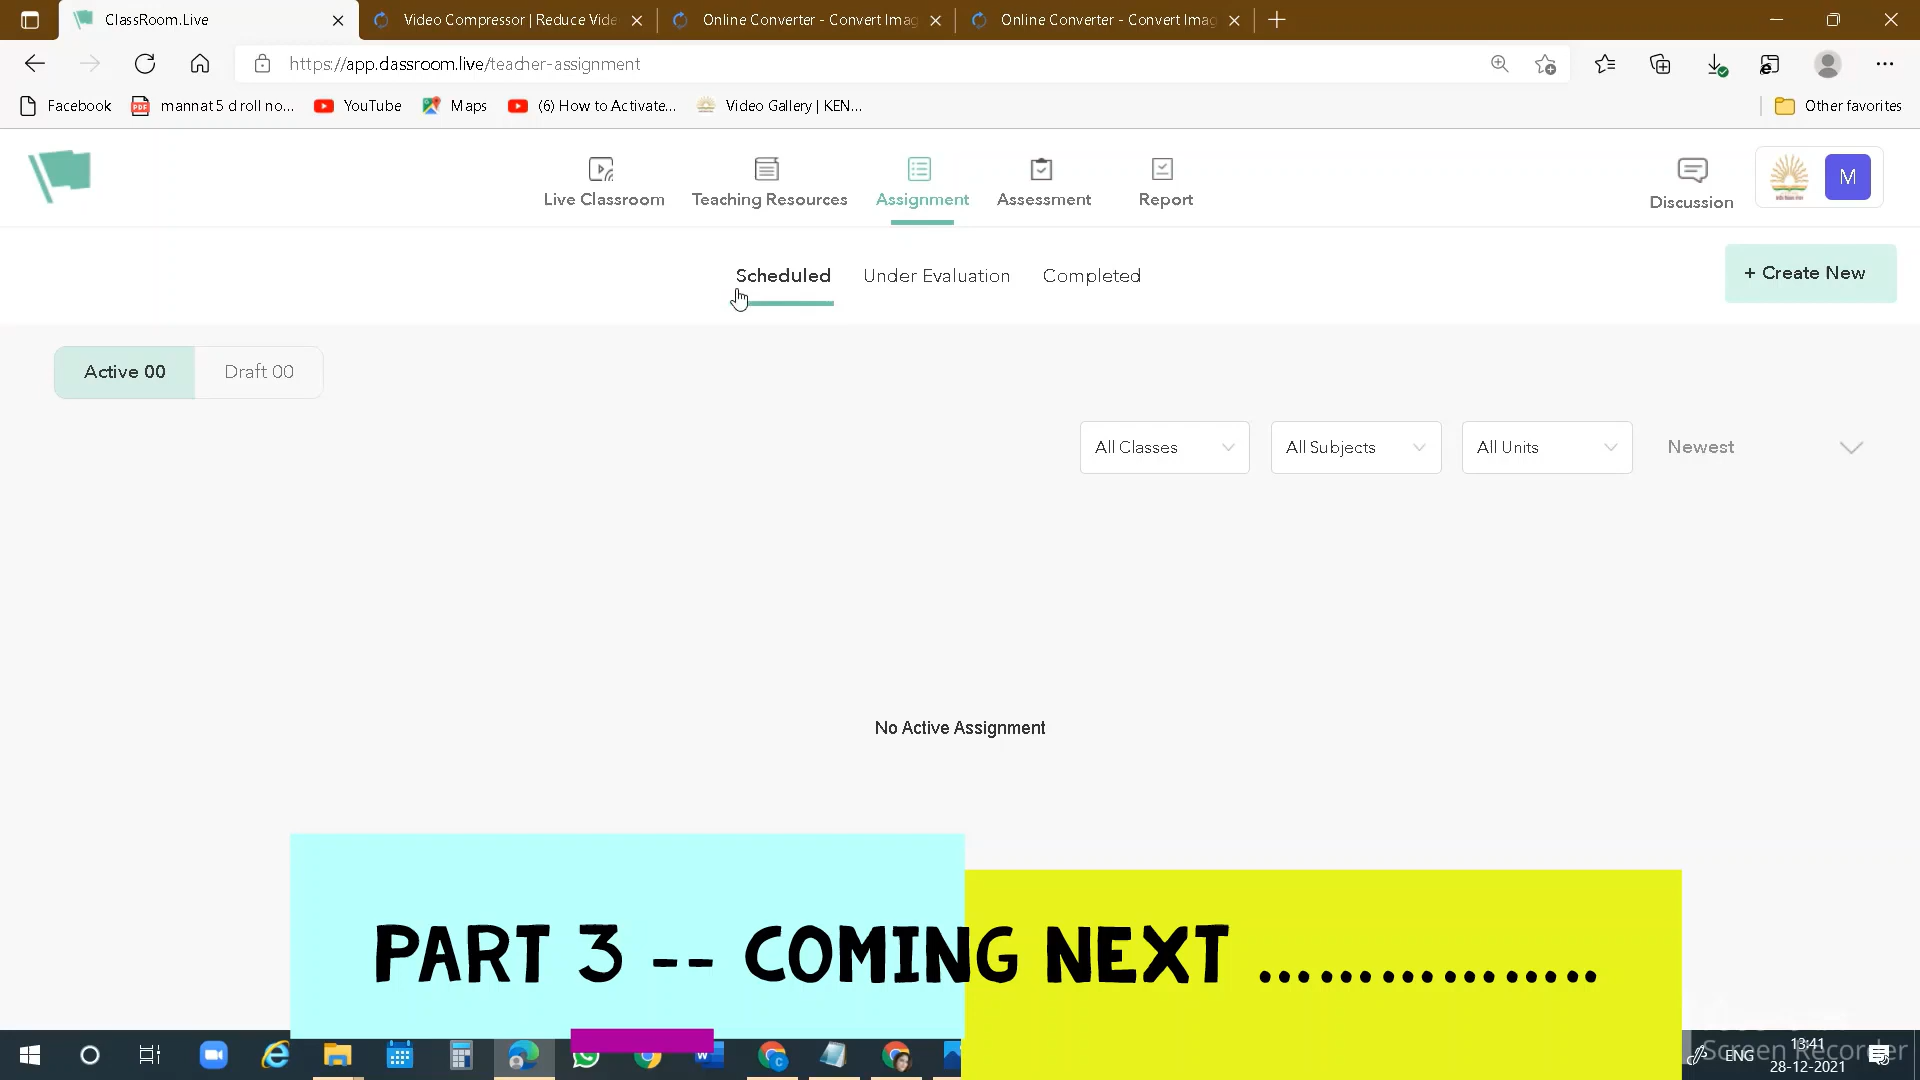 ClassRoom.Live
Video Compressor | Reduce Vide
Online Converter - Convert Imag
Online Converter - Convert Imag
https://app.classroom.live/teacher-assignment
Facebook
mannat 5 d roll no...
YouTube
Maps
(6) How to Activate...
Video Gallery | KEN...
Other favorites
Live Classroom
Teaching Resources
Assignment
Assessment
Report
Discussion
M
Scheduled
Under Evaluation
Completed
+ Create New
Active 00
Draft 00
All Classes
All Subjects
All Units
Newest
No Active Assignment
PART 3 -- COMING NEXT ..................
ENG
Screen Recorder
13:41
28-12-2021